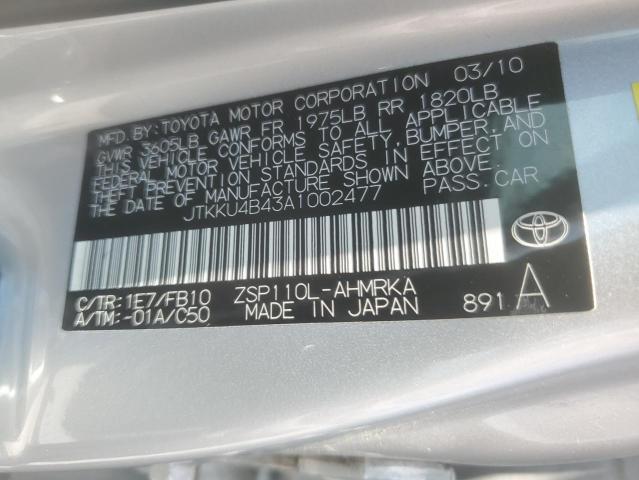 MFD. BY: TOYOTA MOTOR CORPORATION 03/10
GVWR 3605LB GAWR FR 1975LB RR 1820LB
THIS VEHICLE CONFORMS TO ALL APPLICABLE
FEDERAL MOTOR VEHICLE SAFETY, BUMPER, AND
THEFT PREVENTION STANDARDS IN EFFECT ON
THE DATE OF MANUFACTURE SHOWN ABOVE.
JTKKU4B43A1002477 PASS. CAR
C/TR: 1E7/FB10 ZSP110L-AHMRKA
A/TM: -01A/C50 MADE IN JAPAN 891 A